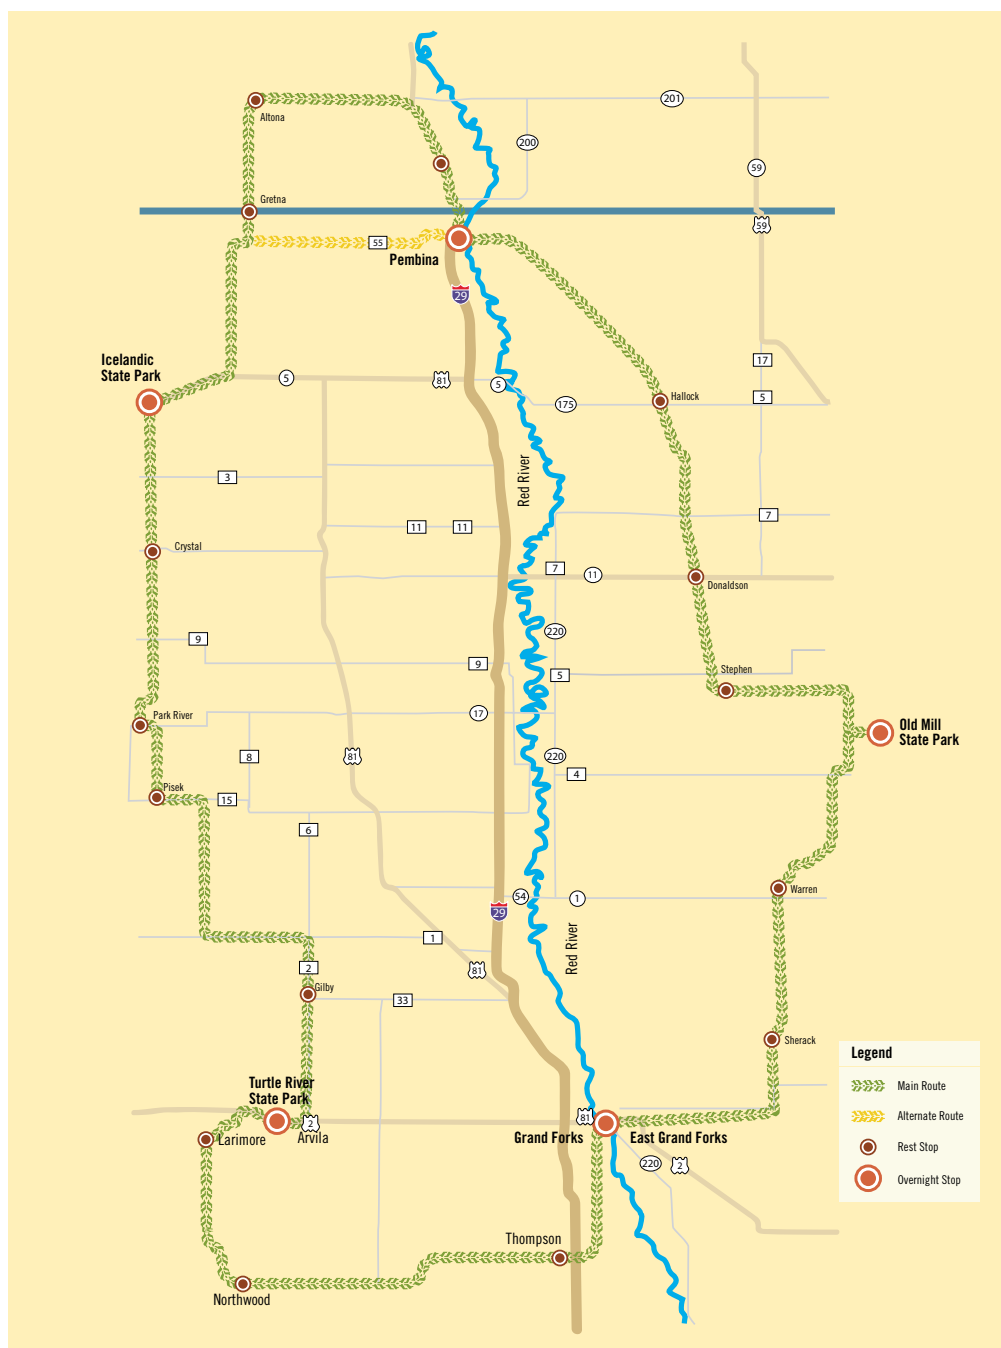 201
Altona
200
59
Gretna
59
55
Pembina
29
Icelandic
State Park
17
5
81
5
Hallock
5
175
3
Red River
11
11
7
Crystal
7
11
Donaldson
220
9
9
Stephen
5
Park River
17
Old Mill
State Park
8
81
220
4
Pisek
15
6
Warren
54
1
29
1
Red River
2
81
Gilby
33
Sherack
Legend
Main Route
Alternate Route
Rest Stop
Overnight Stop
Turtle River
State Park
2
Arvila
Larimore
81
Grand Forks
East Grand Forks
220
2
Thompson
Northwood